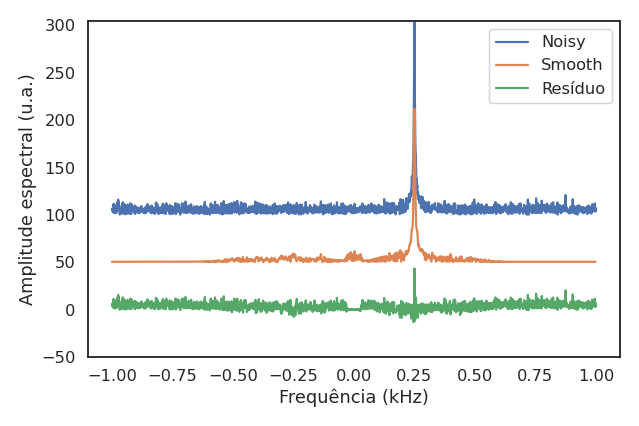 300
250
200
150
100
50
0
−50
Amplitude espectral (u.a.)
Noisy
Smooth
Resíduo
−1.00 −0.75 −0.50 −0.25 0.00 0.25 0.50 0.75 1.00
Frequência (kHz)